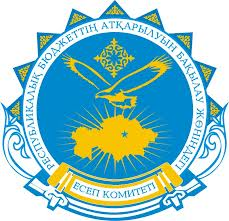 РЕСПУБЛИКАЛЫҚ БЮДЖЕТТІҢ АТҚАРЫЛУЫН БАҚЫЛАУ ЖӨНІНДЕГІ
ЕСЕП КОМИТЕТІ